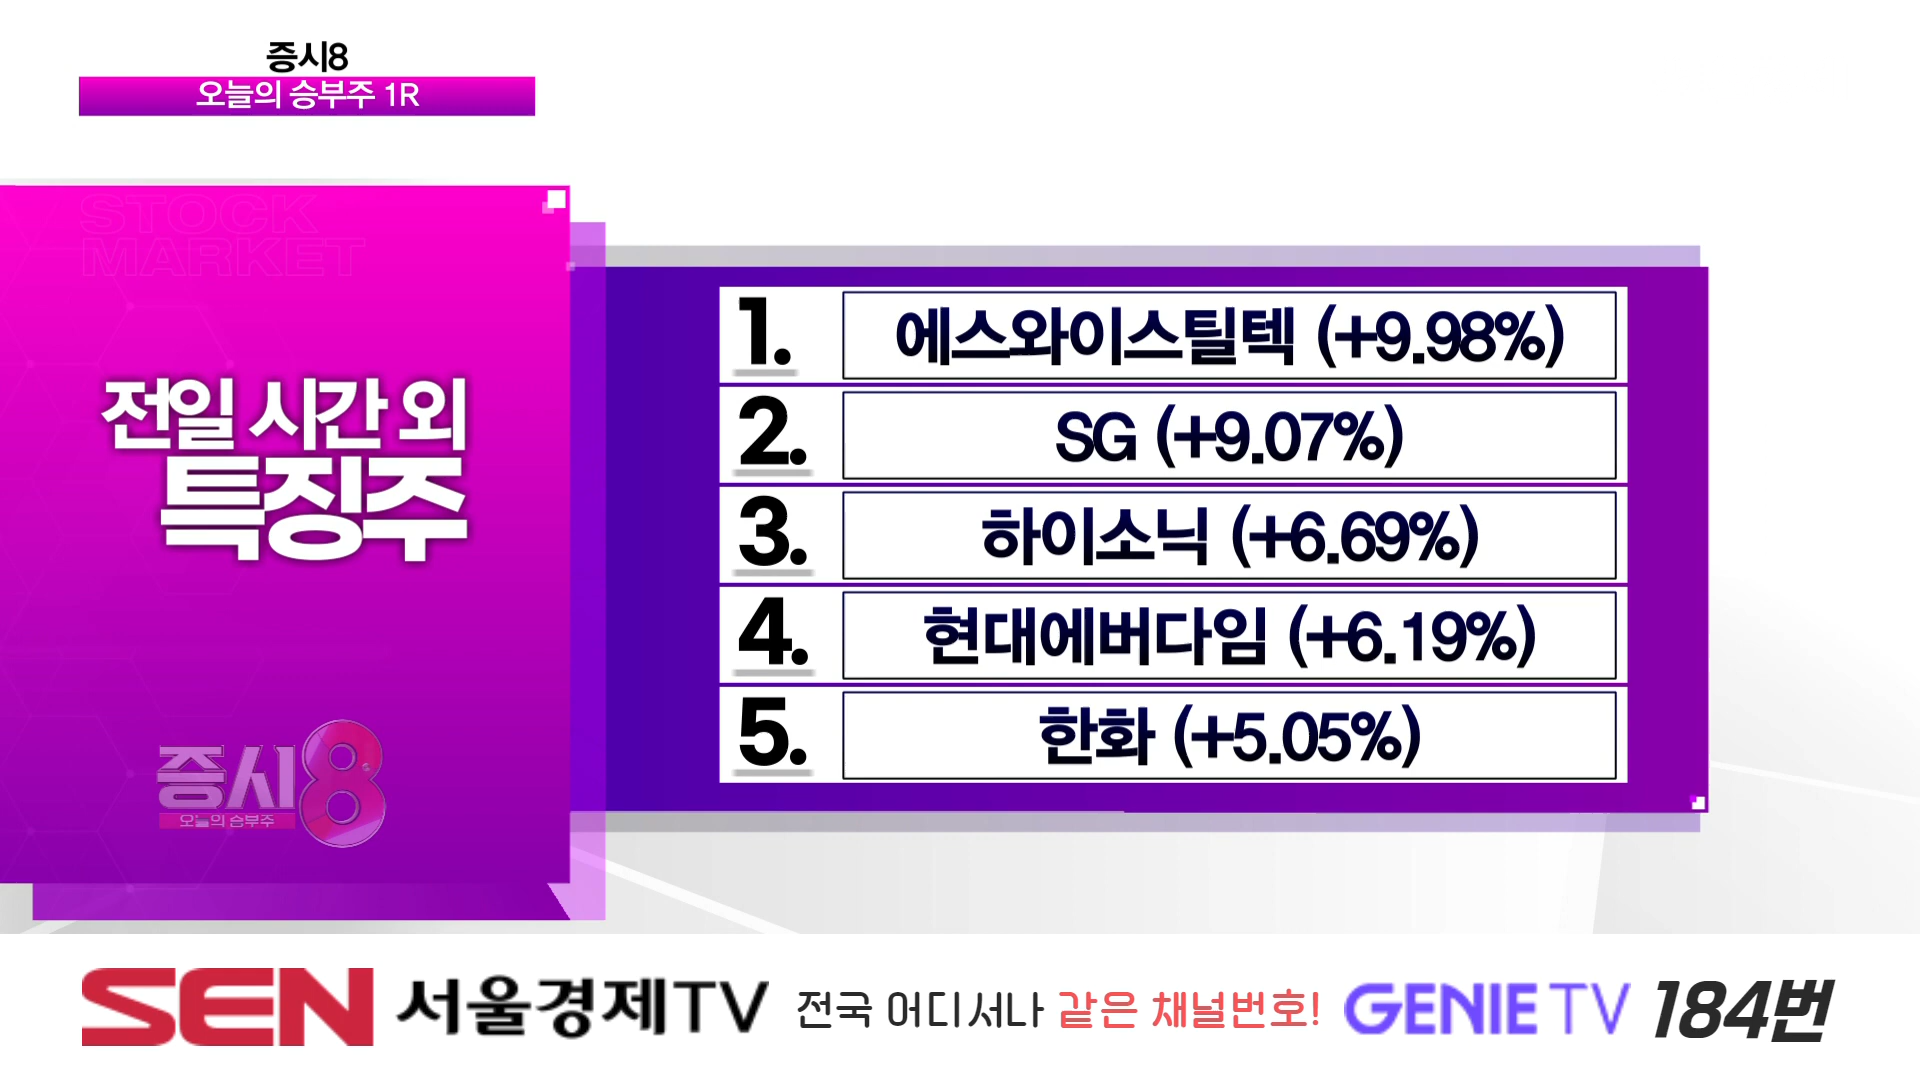 증시8
오늘의 승부주 1R
STOCK
MARKET
전일 시간 외
특징주
증시8
오늘의 승부주
1. 에스와이스틸텍 (+9.98%)
2. SG (+9.07%)
3. 하이소닉 (+6.69%)
4. 현대에버다임 (+6.19%)
5. 한화 (+5.05%)
SEN 서울경제TV 전국 어디서나 같은 채널번호! GENIE TV 184번